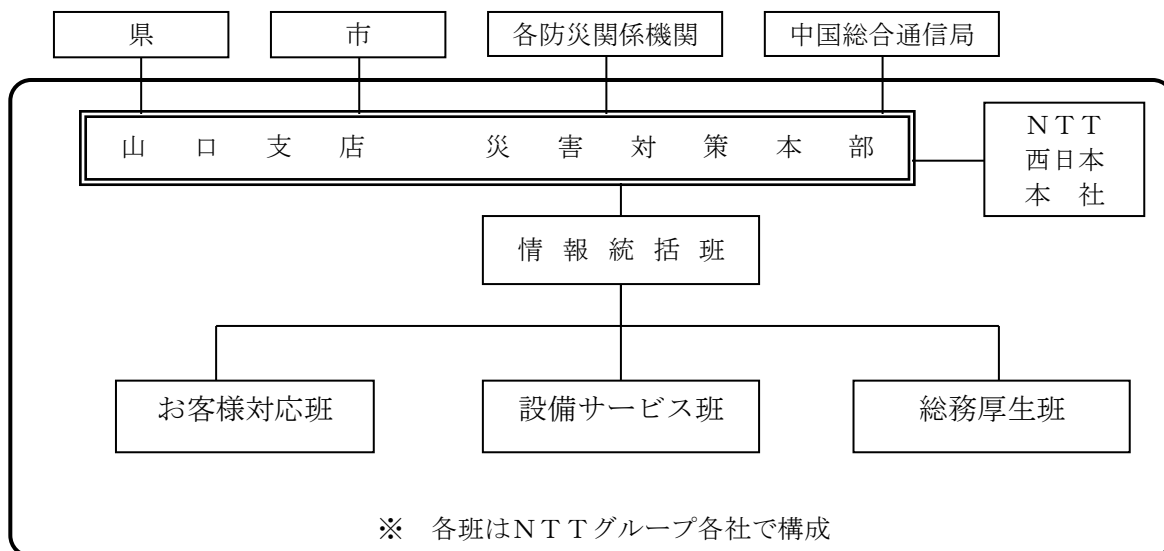 県
市
各防災関係機関
中国総合通信局
山口支店　災害対策本部
ＮＴＴ
西日本
本　社
情報統括班
お客様対応班
設備サービス班
総務厚生班
※　各班はＮＴＴグループ各社で構成